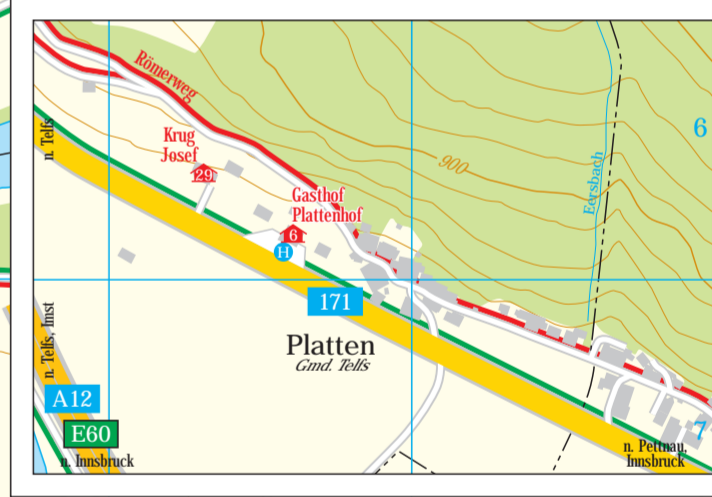 Römerweg
6
n. Telfs
Krug
Josef
29
900
Eersbach
Gasthof
Plattenhof
6
H
171
n. Telfs, Imst
Platten
Gmd. Telfs
A12
E60
n. Innsbruck
7
n. Pettnau,
Innsbruck